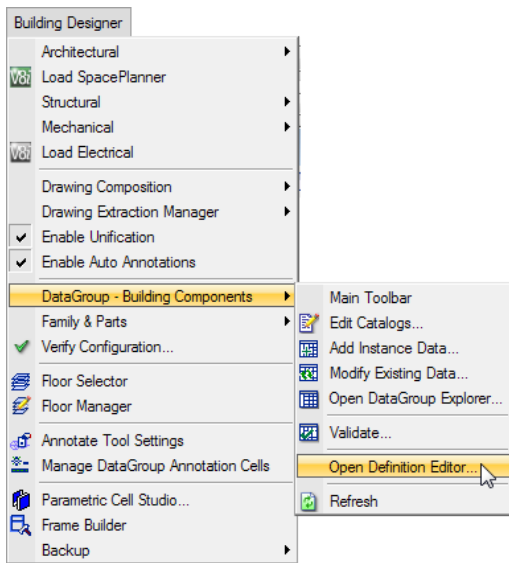 Building Designer
Architectural
V8i Load SpacePlanner
Structural
Mechanical
V8i Load Electrical
Drawing Composition
Drawing Extraction Manager
Enable Unification
Enable Auto Annotations
DataGroup - Building Components
Family & Parts
Verify Configuration...
Floor Selector
Floor Manager
Annotate Tool Settings
Manage DataGroup Annotation Cells
Parametric Cell Studio...
Frame Builder
Backup
Main Toolbar
Edit Catalogs...
Add Instance Data...
Modify Existing Data...
Open DataGroup Explorer...
Validate...
Open Definition Editor...
Refresh